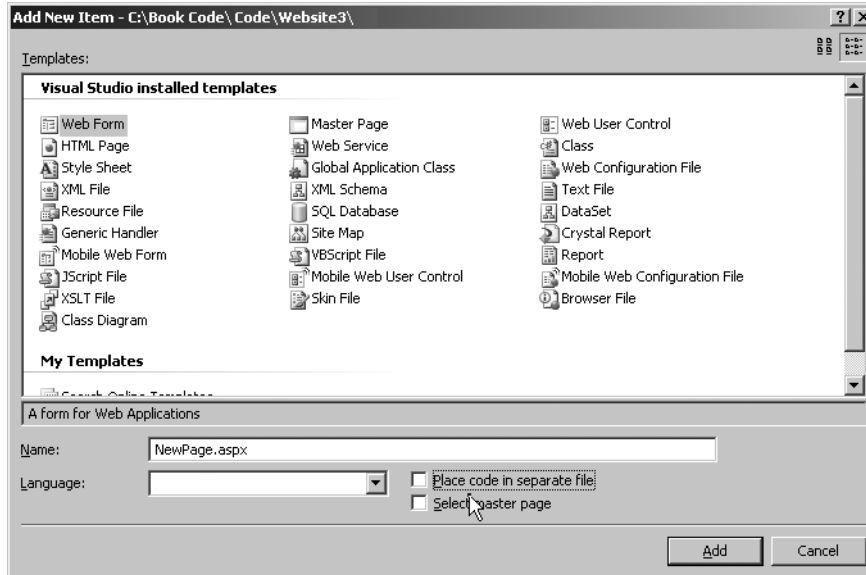 Add New Item - C:\Book Code\Code\Website3\
Templates:
Visual Studio installed templates
Web Form
Master Page
Web User Control
HTML Page
Web Service
Class
Style Sheet
Global Application Class
Web Configuration File
XML File
XML Schema
Text File
Resource File
SQL Database
DataSet
Generic Handler
Site Map
Crystal Report
Mobile Web Form
VBScript File
Report
JScript File
Mobile Web User Control
Mobile Web Configuration File
XSLT File
Skin File
Browser File
Class Diagram
My Templates
Search Online Templates
A form for Web Applications
Name:
NewPage.aspx
Language:
Place code in separate file
Select master page
Add
Cancel